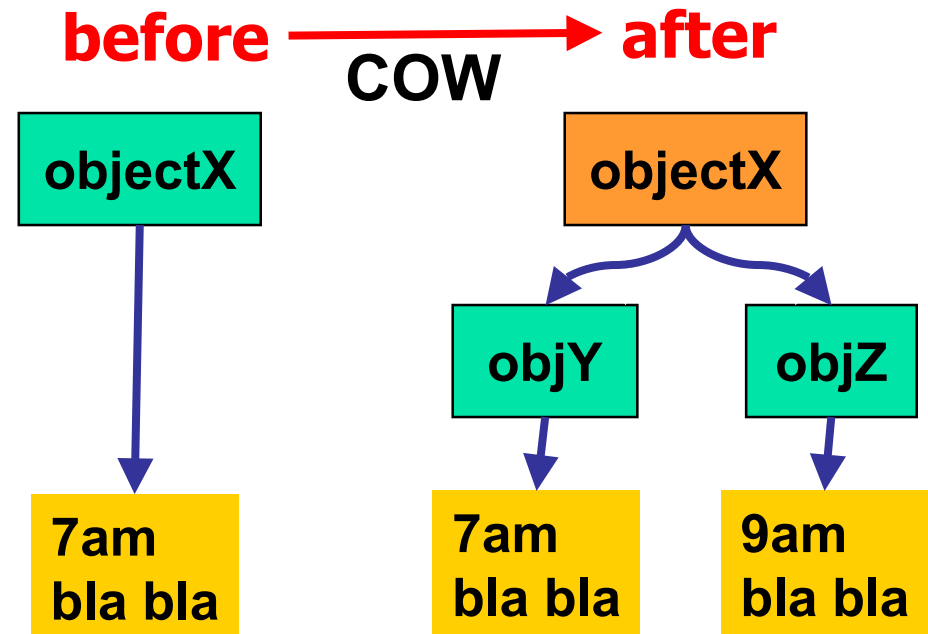 before
after
COW
objectX
objectX
objY
objZ
7am
bla bla
7am
bla bla
9am
bla bla